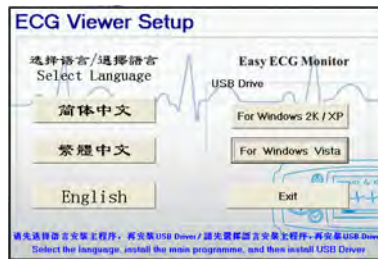 ECG Viewer Setup
选择语言/選擇語言
Select Language
简体中文
繁體中文
English
Easy ECG Monitor
USB Drive
For Windows 2K / XP
For Windows Vista
Exit
请先选择语言安装主程序，再安装USB Driver/請先選擇語言安裝主程序，再安裝USB Driver
Select the language, install the main programme, and then install USB Driver